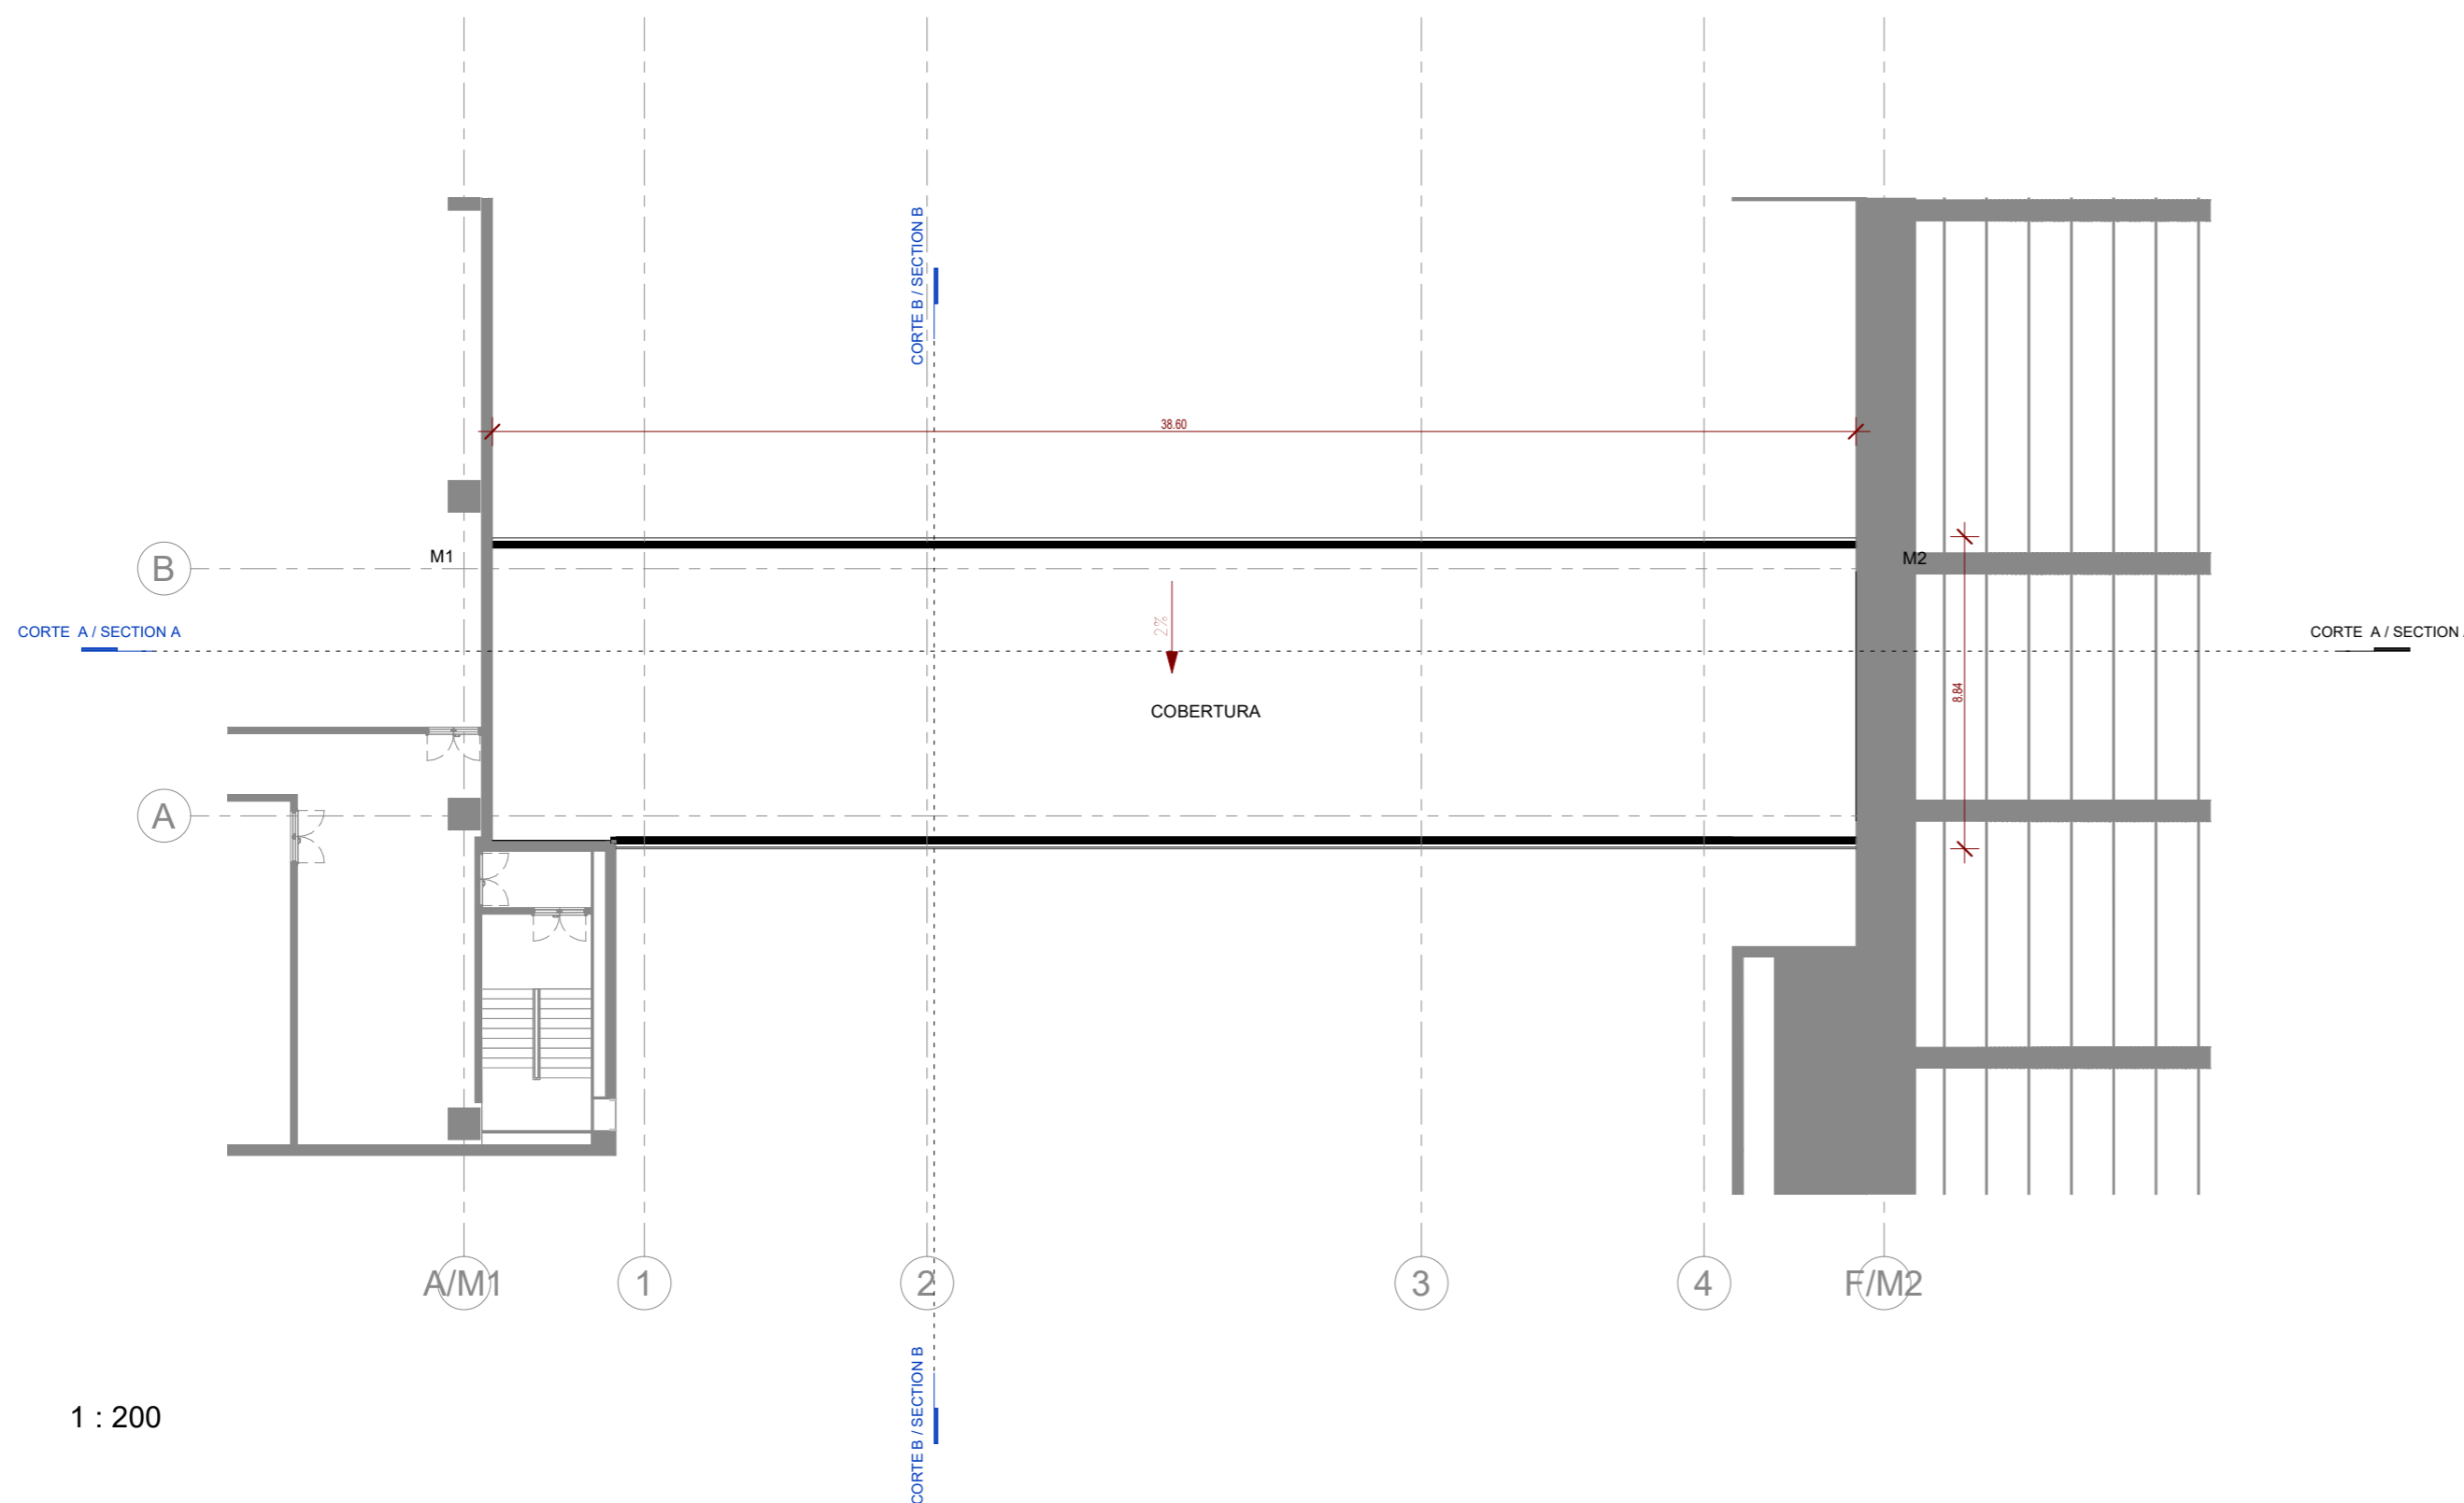 CORTE B / SECTION B
38.60
M1
M2
B
2%
CORTE A / SECTION A
CORTE A / SECTION
8.84
COBERTURA
A
A/M1
1
2
3
4
F/M2
CORTE B / SECTION B
1 : 200